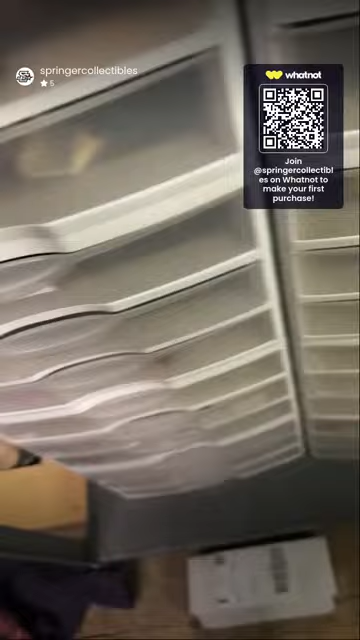 springercollectibles
5
whatnot
Join
@springercollectibl
es on Whatnot to
make your first
purchase!